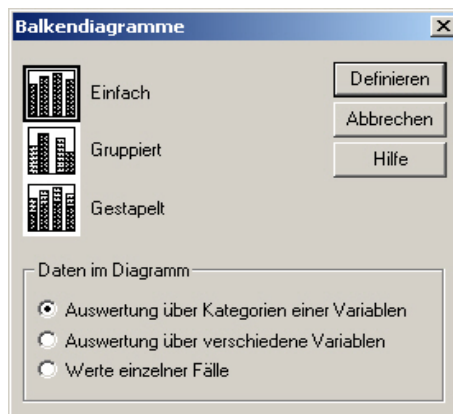 Balkendiagramme
Einfach
Gruppiert
Gestapelt
Definieren
Abbrechen
Hilfe
Daten im Diagramm
Auswertung über Kategorien einer Variablen
Auswertung über verschiedene Variablen
Werte einzelner Fälle